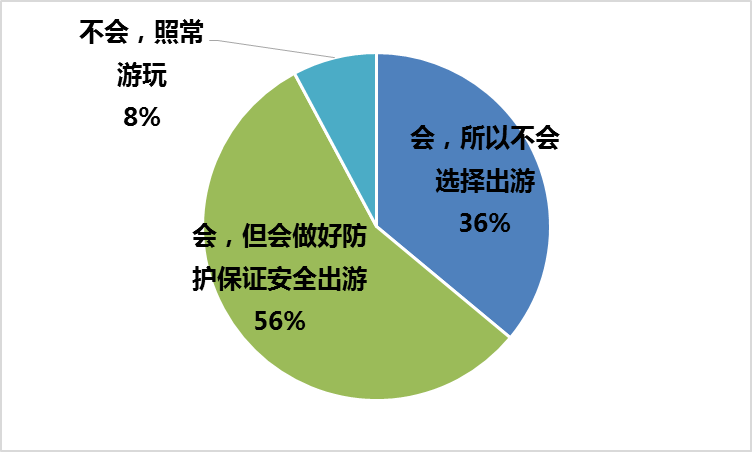 不会，照常
游玩
8%
会，所以不会
选择出游
36%
会，但会做好防
护保证安全出游
56%